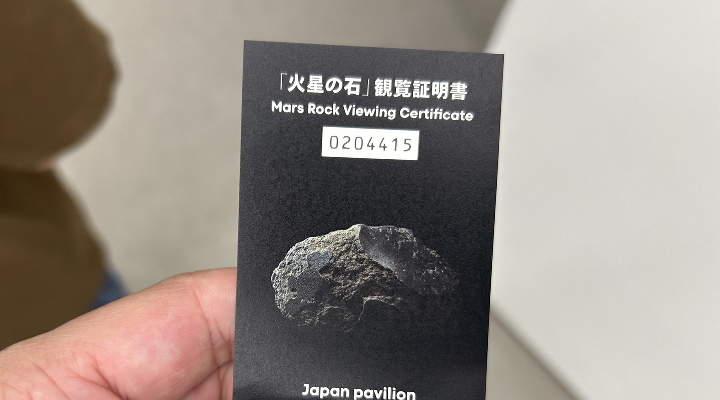 「火星の石」観覧証明書
Mars Rock Viewing Certificate
0204415
Japan pavilion